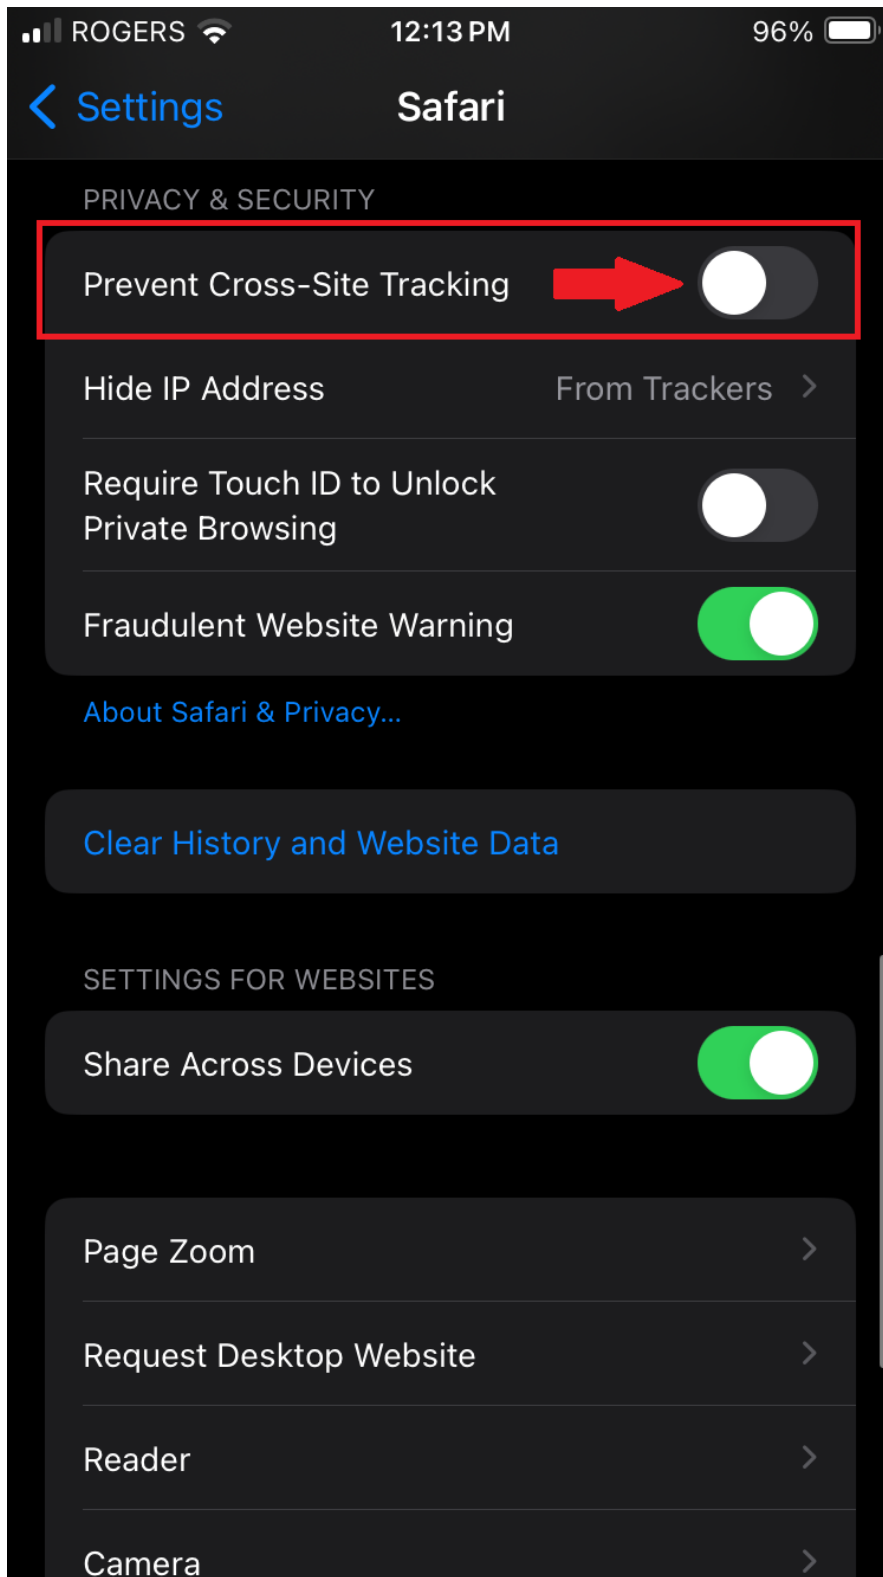 ROGERS 12:13 PM 96%
Settings Safari
PRIVACY & SECURITY
Prevent Cross-Site Tracking
Hide IP Address From Trackers
Require Touch ID to Unlock
Private Browsing
Fraudulent Website Warning
About Safari & Privacy...
Clear History and Website Data
SETTINGS FOR WEBSITES
Share Across Devices
Page Zoom
Request Desktop Website
Reader
Camera